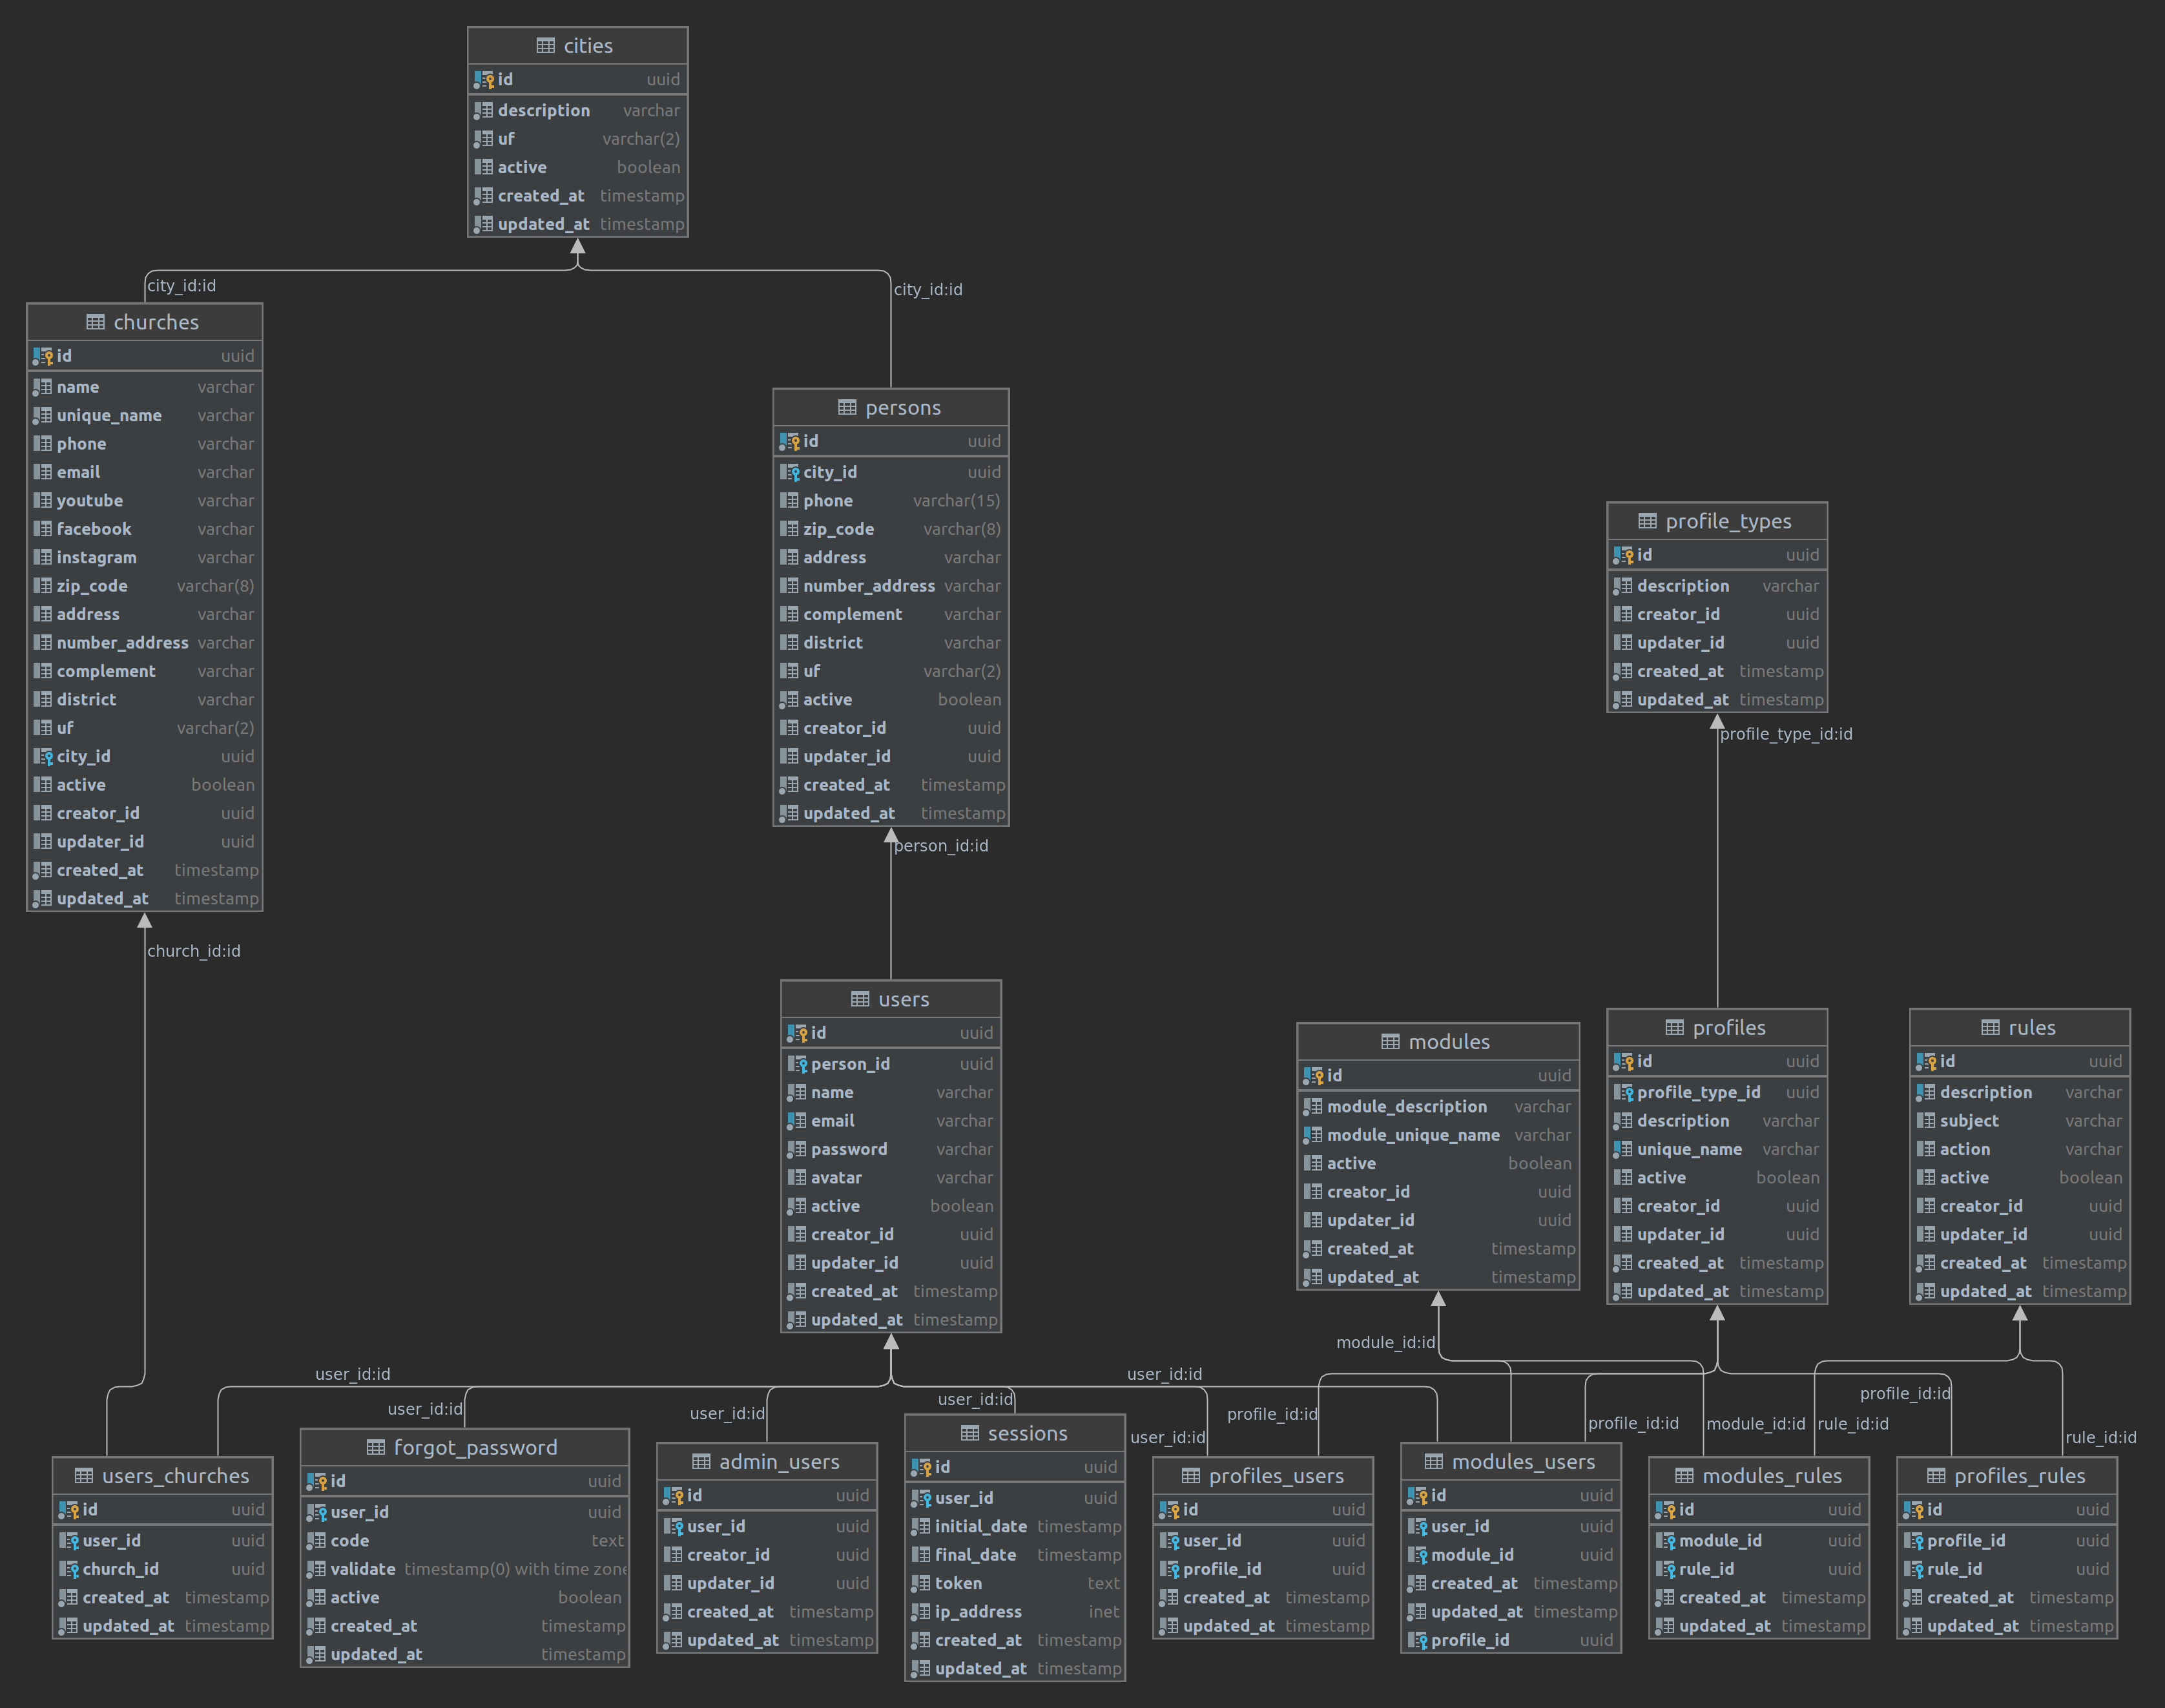 cities
id uuid
description varchar
uf varchar(2)
active boolean
created_at timestamp
updated_at timestamp
city_id:id
city_id:id
churches
id uuid
name varchar
unique_name varchar
phone varchar
email varchar
youtube varchar
facebook varchar
instagram varchar
zip_code varchar(8)
address varchar
number_address varchar
complement varchar
district varchar
uf varchar(2)
city_id uuid
active boolean
creator_id uuid
updater_id uuid
created_at timestamp
updated_at timestamp
church_id:id
persons
id uuid
city_id uuid
phone varchar(15)
zip_code varchar(8)
address varchar
number_address varchar
complement varchar
district varchar
uf varchar(2)
active boolean
creator_id uuid
updater_id uuid
created_at timestamp
updated_at timestamp
person_id:id
profile_types
id uuid
description varchar
creator_id uuid
updater_id uuid
created_at timestamp
updated_at timestamp
profile_type_id:id
users
id uuid
person_id uuid
name varchar
email varchar
password varchar
avatar varchar
active boolean
creator_id uuid
updater_id uuid
created_at timestamp
updated_at timestamp
modules
id uuid
module_description varchar
module_unique_name varchar
active boolean
creator_id uuid
updater_id uuid
created_at timestamp
updated_at timestamp
profiles
id uuid
profile_type_id uuid
description varchar
unique_name varchar
active boolean
creator_id uuid
updater_id uuid
created_at timestamp
updated_at timestamp
rules
id uuid
description varchar
subject varchar
action varchar
active boolean
creator_id uuid
updater_id uuid
created_at timestamp
updated_at timestamp
user_id:id
user_id:id
user_id:id
user_id:id
user_id:id
user_id:id
module_id:id
profile_id:id
profile_id:id
module_id:id
rule_id:id
profile_id:id
rule_id:id
users_churches
id uuid
user_id uuid
church_id uuid
created_at timestamp
updated_at timestamp
forgot_password
id uuid
user_id uuid
code text
validate timestamp(0) with time zone
active boolean
created_at timestamp
updated_at timestamp
admin_users
id uuid
user_id uuid
creator_id uuid
updater_id uuid
created_at timestamp
updated_at timestamp
sessions
id uuid
user_id uuid
initial_date timestamp
final_date timestamp
token text
ip_address inet
created_at timestamp
updated_at timestamp
profiles_users
id uuid
user_id uuid
profile_id uuid
created_at timestamp
updated_at timestamp
modules_users
id uuid
user_id uuid
module_id uuid
created_at timestamp
updated_at timestamp
profile_id uuid
modules_rules
id uuid
module_id uuid
rule_id uuid
created_at timestamp
updated_at timestamp
profiles_rules
id uuid
profile_id uuid
rule_id uuid
created_at timestamp
updated_at timestamp